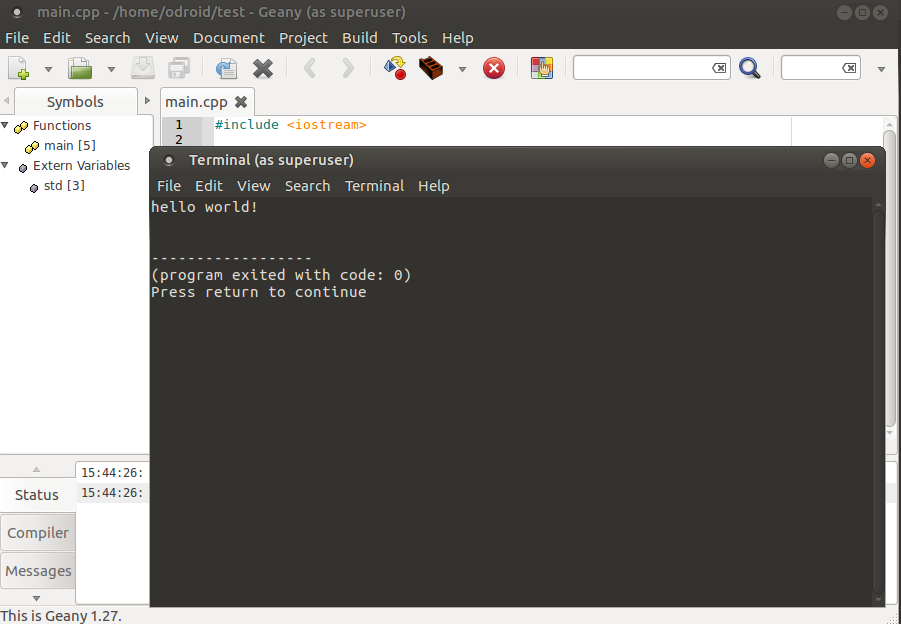 main.cpp - /home/odroid/test - Geany (as superuser)
File Edit Search View Document Project Build Tools Help
Symbols
main.cpp
Functions
main [5]
Extern Variables
std [3]
1 #include <iostream>
2
Terminal (as superuser)
File Edit View Search Terminal Help
hello world!
------------------
(program exited with code: 0)
Press return to continue
15:44:26:
15:44:26:
Status
Compiler
Messages
This is Geany 1.27.